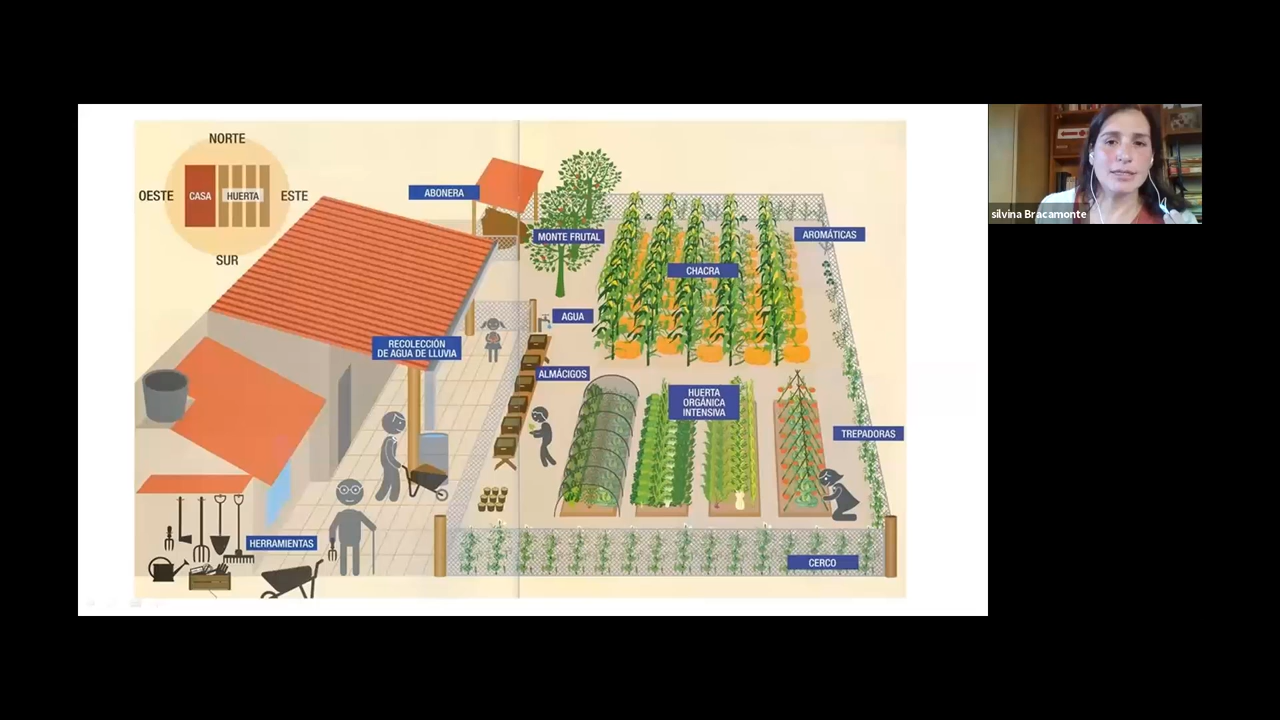 NORTE
OESTE
CASA
HUERTA
ESTE
SUR
ABONERA
MONTE FRUTAL
CHACRA
AROMÁTICAS
AGUA
RECOLECCIÓN
DE AGUA DE LLUVIA
ALMÁCIGOS
HUERTA
ORGÁNICA
INTENSIVA
TREPADORAS
HERRAMIENTAS
CERCO
silvina Bracamonte